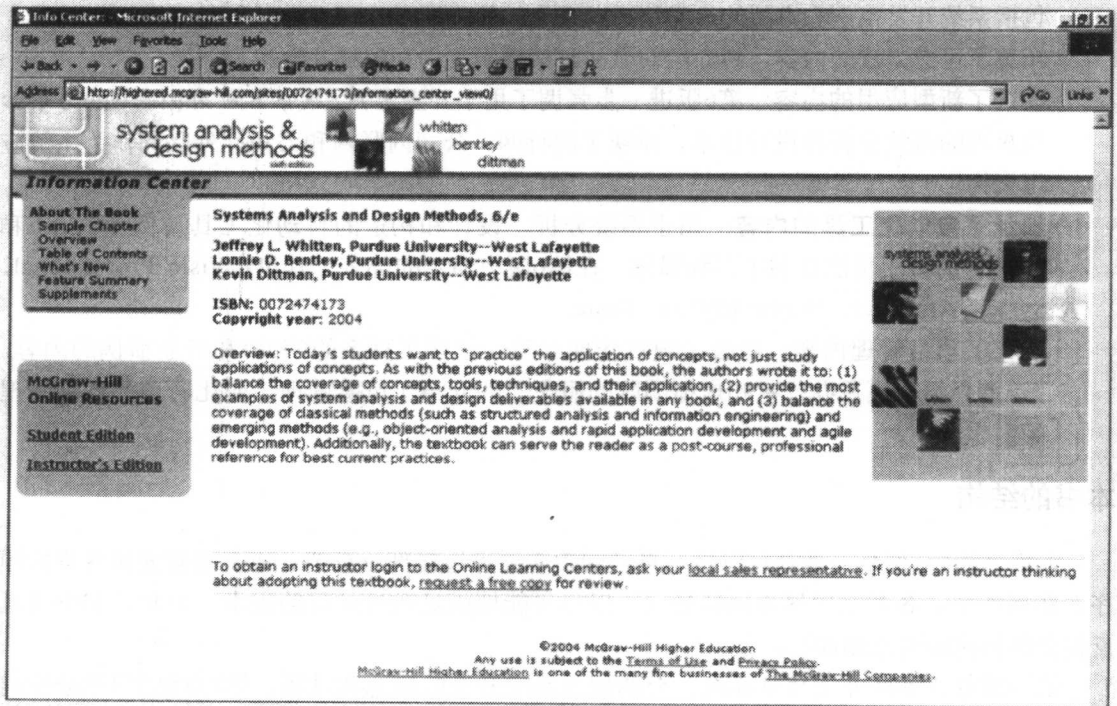 Info Center: - Microsoft Internet Explorer
File Edit View Favorites Tools Help
Back Search Favorites Media
Address http://highered.mcgraw-hill.com/sites/0072474173/information_center_view0/ Go Links
system analysis &
design methods
sixth edition
whitten
bentley
dittman
Information Center
About The Book
Sample Chapter
Overview
Table of Contents
What's New
Feature Summary
Supplements
McGraw-Hill
Online Resources
Student Edition
Instructor's Edition
Systems Analysis and Design Methods, 6/e
Jeffrey L. Whitten, Purdue University--West Lafayette
Lonnie D. Bentley, Purdue University--West Lafayette
Kevin Dittman, Purdue University--West Lafayette
ISBN: 0072474173
Copyright year: 2004
Overview: Today's students want to "practice" the application of concepts, not just study
applications of concepts. As with the previous editions of this book, the authors wrote it to: (1)
balance the coverage of concepts, tools, techniques, and their application, (2) provide the most
examples of system analysis and design deliverables available in any book, and (3) balance the
coverage of classical methods (such as structured analysis and information engineering) and
emerging methods (e.g., object-oriented analysis and rapid application development and agile
development). Additionally, the textbook can serve the reader as a post-course, professional
reference for best current practices.
systems analysis &
design methods
To obtain an instructor login to the Online Learning Centers, ask your local sales representative. If you're an instructor thinking
about adopting this textbook, request a free copy for review.
©2004 McGraw-Hill Higher Education
Any use is subject to the Terms of Use and Privacy Policy.
McGraw-Hill Higher Education is one of the many fine businesses of The McGraw-Hill Companies.